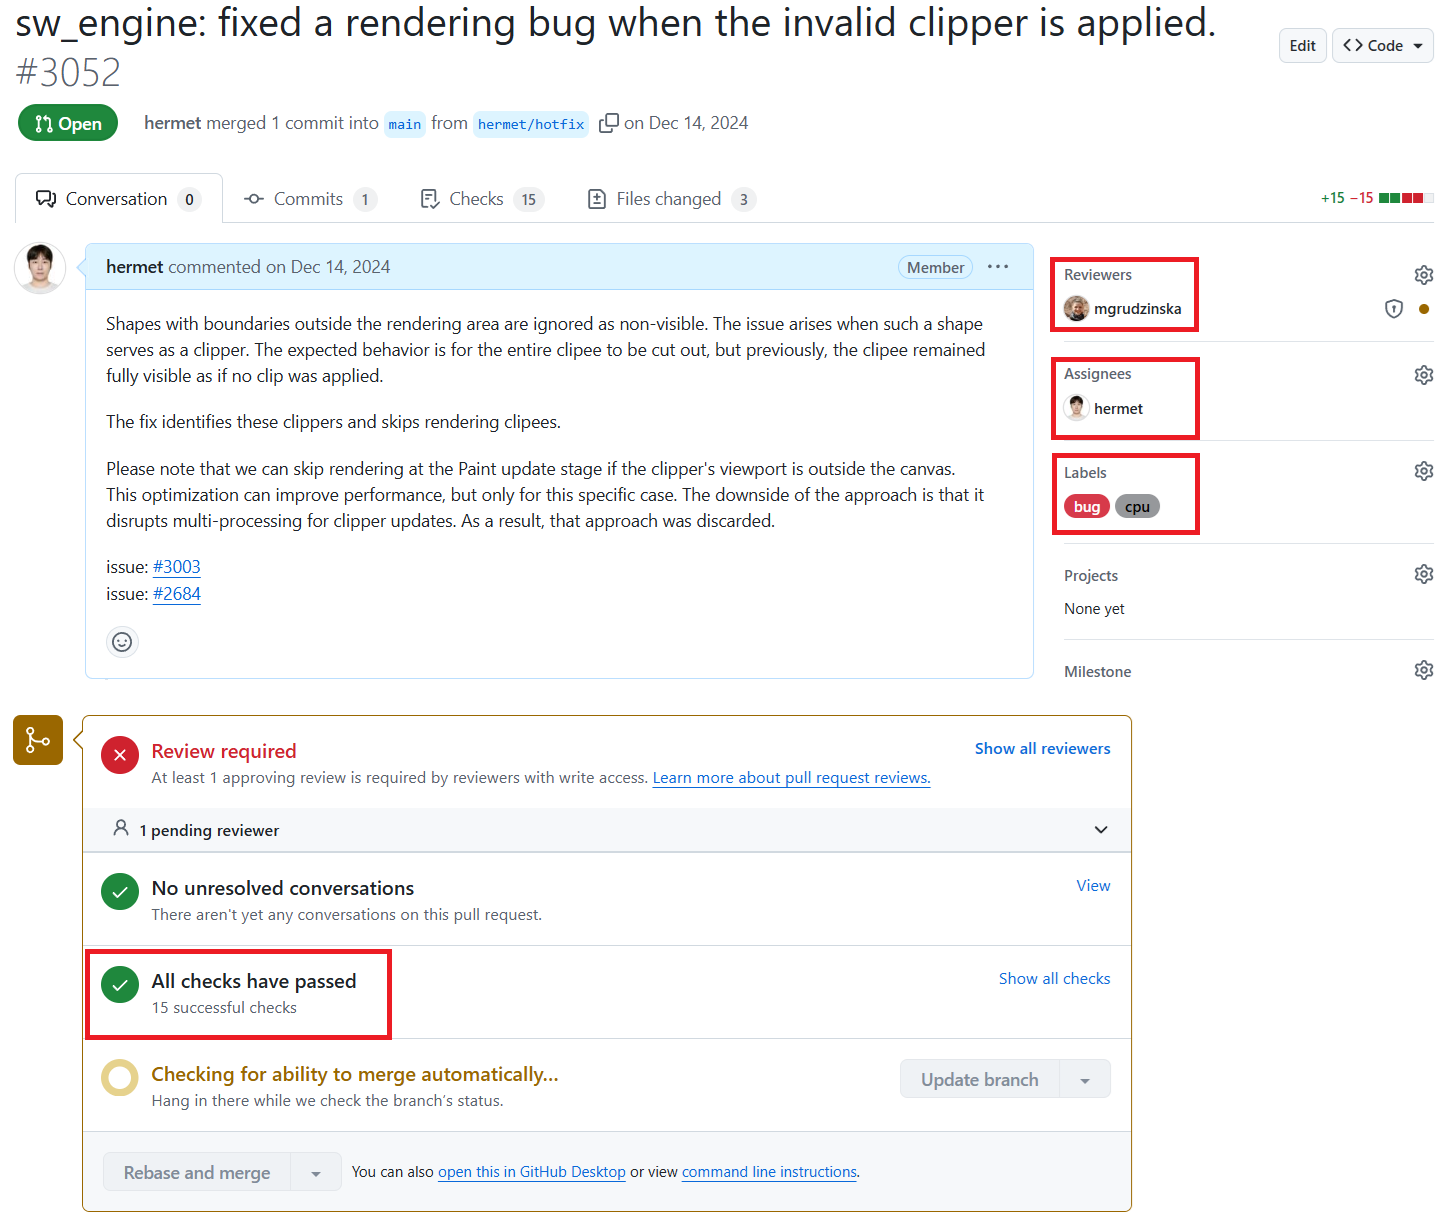 sw_engine: fixed a rendering bug when the invalid clipper is applied.
#3052
Edit
Code
Open
hermet merged 1 commit into main from hermet/hotfix on Dec 14, 2024
Conversation 0
Commits 1
Checks 15
Files changed 3
+15 −15
hermet commented on Dec 14, 2024
Member
Shapes with boundaries outside the rendering area are ignored as non-visible. The issue arises when such a shape
serves as a clipper. The expected behavior is for the entire clipee to be cut out, but previously, the clipee remained
fully visible as if no clip was applied.
The fix identifies these clippers and skips rendering clipees.
Please note that we can skip rendering at the Paint update stage if the clipper's viewport is outside the canvas.
This optimization can improve performance, but only for this specific case. The downside of the approach is that it
disrupts multi-processing for clipper updates. As a result, that approach was discarded.
issue: #3003
issue: #2684
Reviewers
mgrudzinska
Assignees
hermet
Labels
bug cpu
Projects
None yet
Milestone
Review required
Show all reviewers
At least 1 approving review is required by reviewers with write access. Learn more about pull request reviews.
1 pending reviewer
No unresolved conversations
View
There aren't yet any conversations on this pull request.
All checks have passed
Show all checks
15 successful checks
Checking for ability to merge automatically...
Update branch
Hang in there while we check the branch's status.
Rebase and merge
You can also open this in GitHub Desktop or view command line instructions.